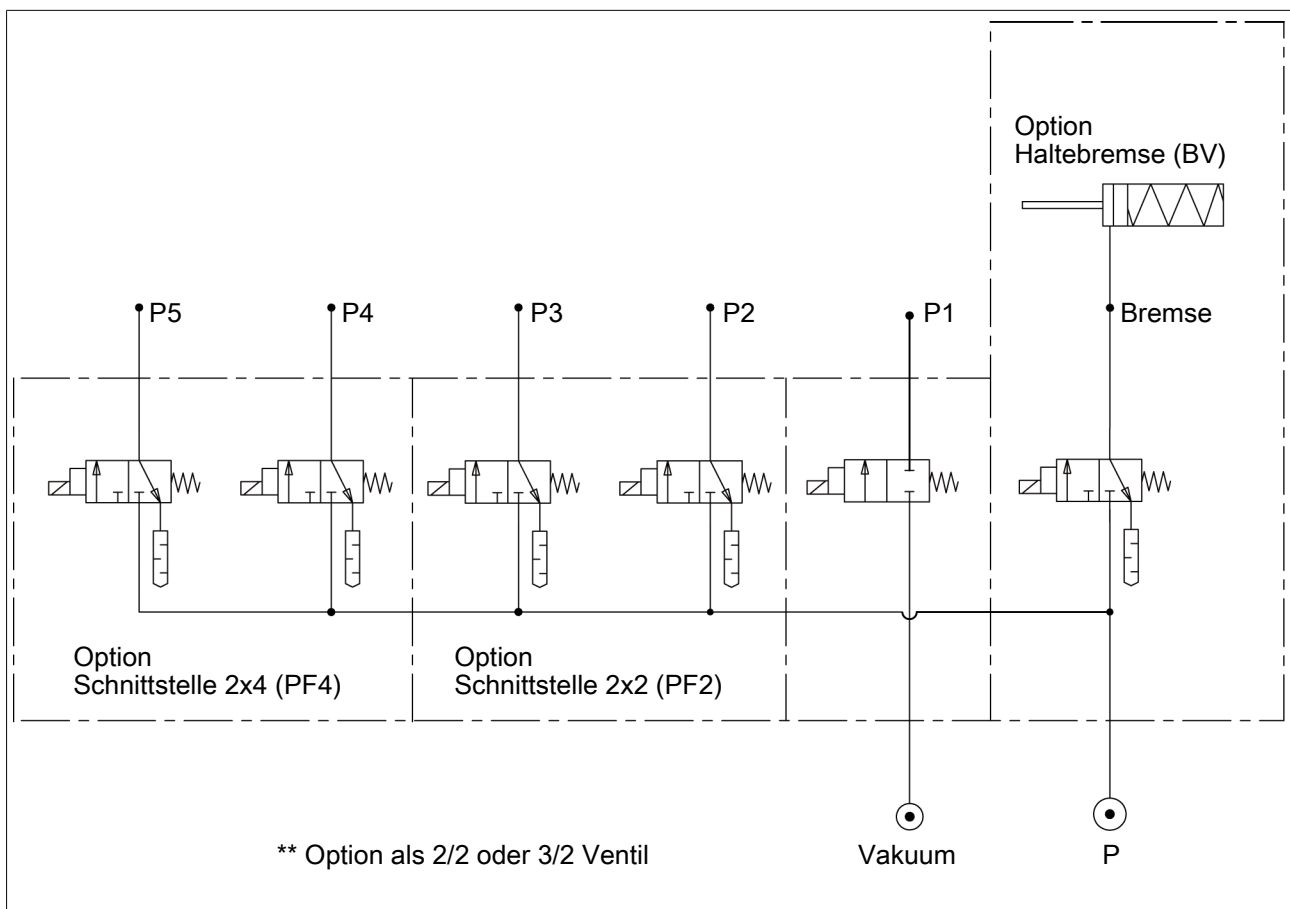 Option
Haltebremse (BV)
P5
P4
P3
P2
P1
Bremse
Option
Schnittstelle 2x4 (PF4)
Option
Schnittstelle 2x2 (PF2)
** Option als 2/2 oder 3/2 Ventil
Vakuum
P